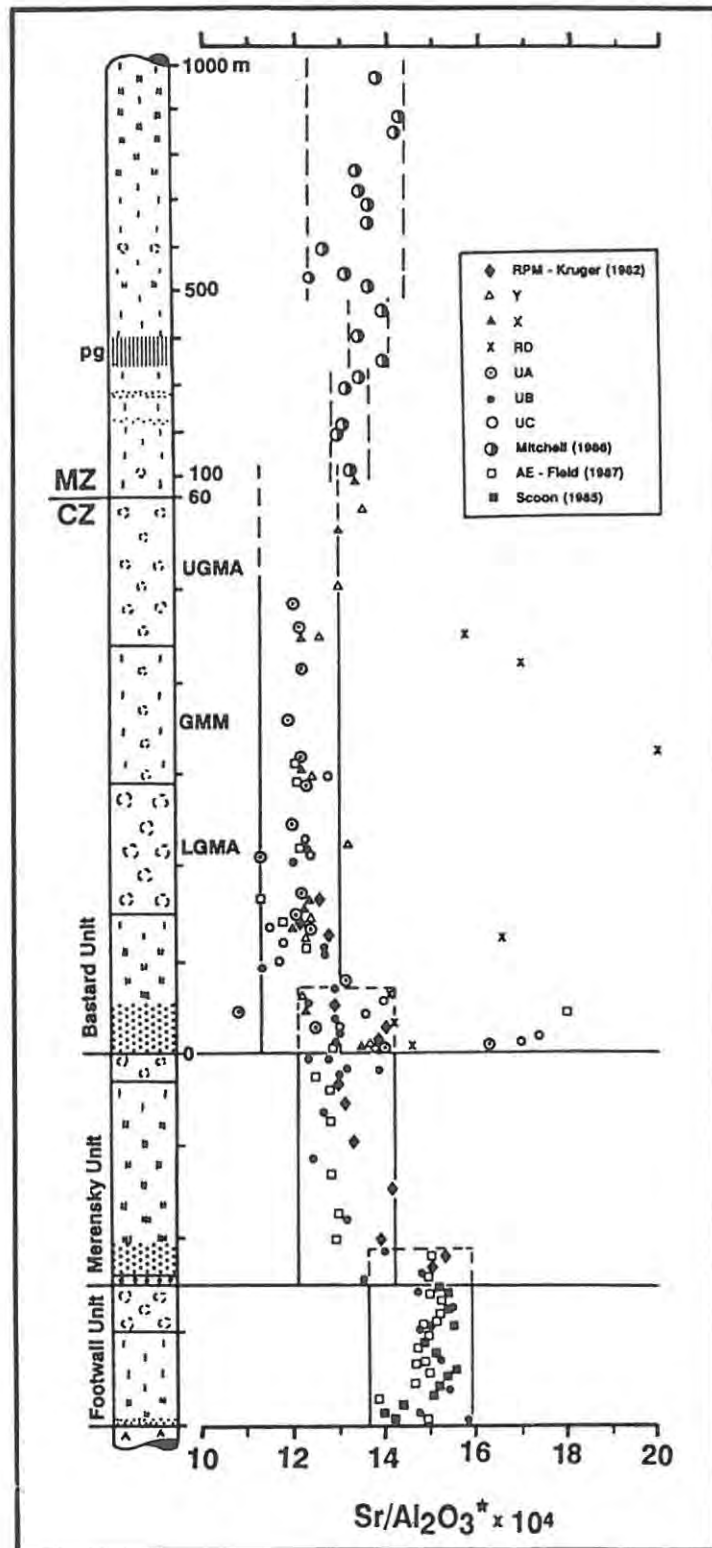 1000 m
500
pg
100
MZ
60
CZ
UGMA
GMM
LGMA
Bastard Unit
0
Merensky Unit
Footwall Unit
RPM - Kruger (1982)
Y
X
RD
UA
UB
UC
Mitchell (1986)
AE - Field (1987)
Scoon (1985)
10 12 14 16 18 20
Sr/Al₂O₃* x 10⁴